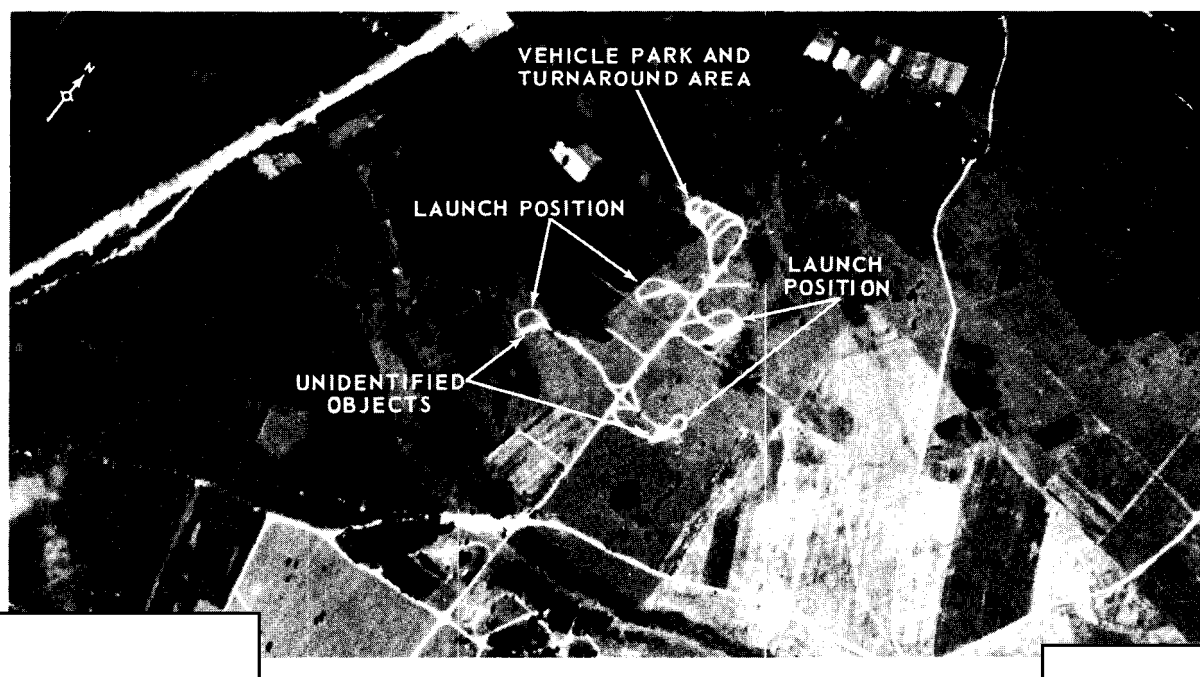 N
VEHICLE PARK AND
TURNAROUND AREA
LAUNCH POSITION
LAUNCH
POSITION
UNIDENTIFIED
OBJECTS